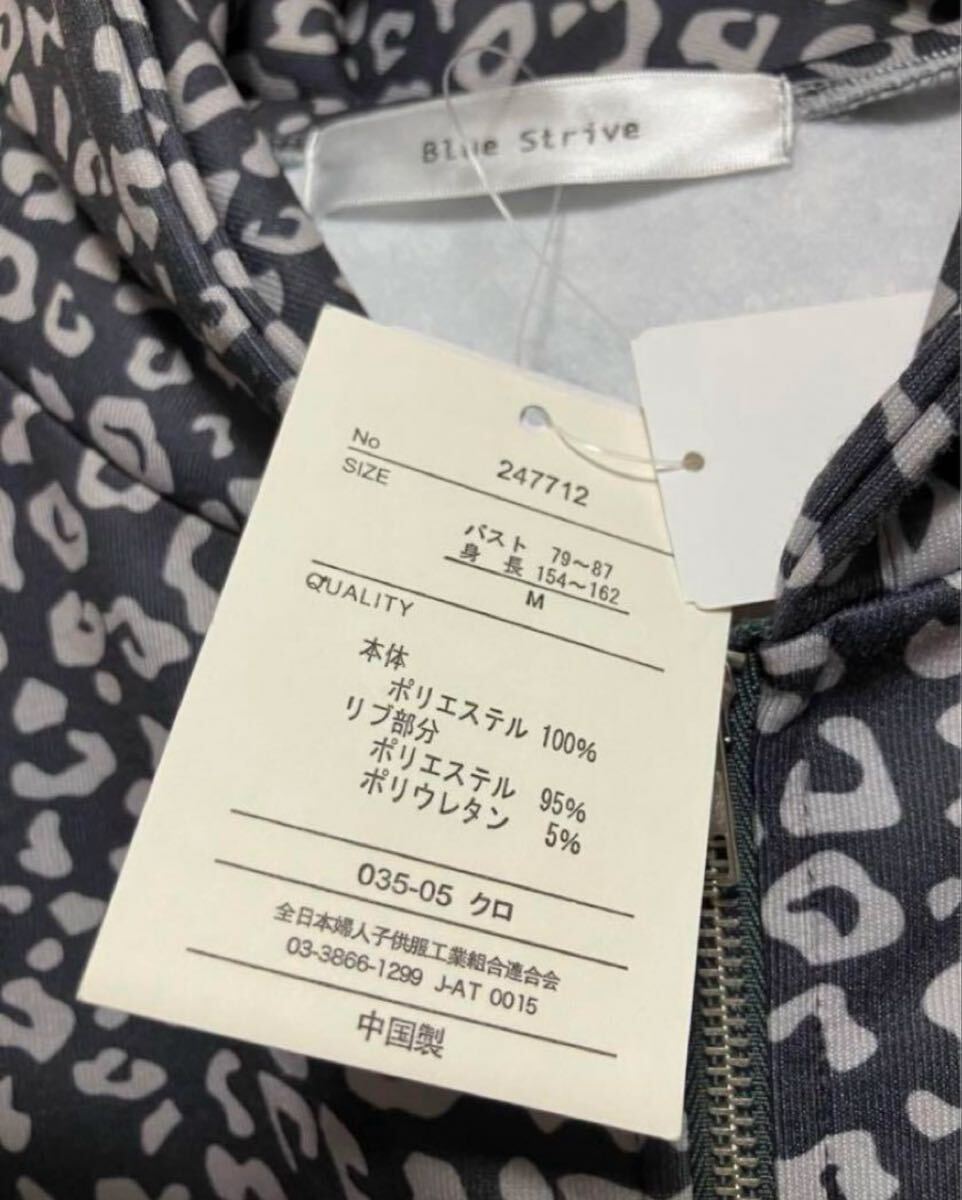 Blue Strive
No 247712
SIZE
バスト 79〜87
身長 154〜162
M
QUALITY
本体
ポリエステル 100%
リブ部分
ポリエステル 95%
ポリウレタン 5%
035-05 クロ
全日本婦人子供服工業組合連合会
03-3866-1299 J-AT 0015
中国製